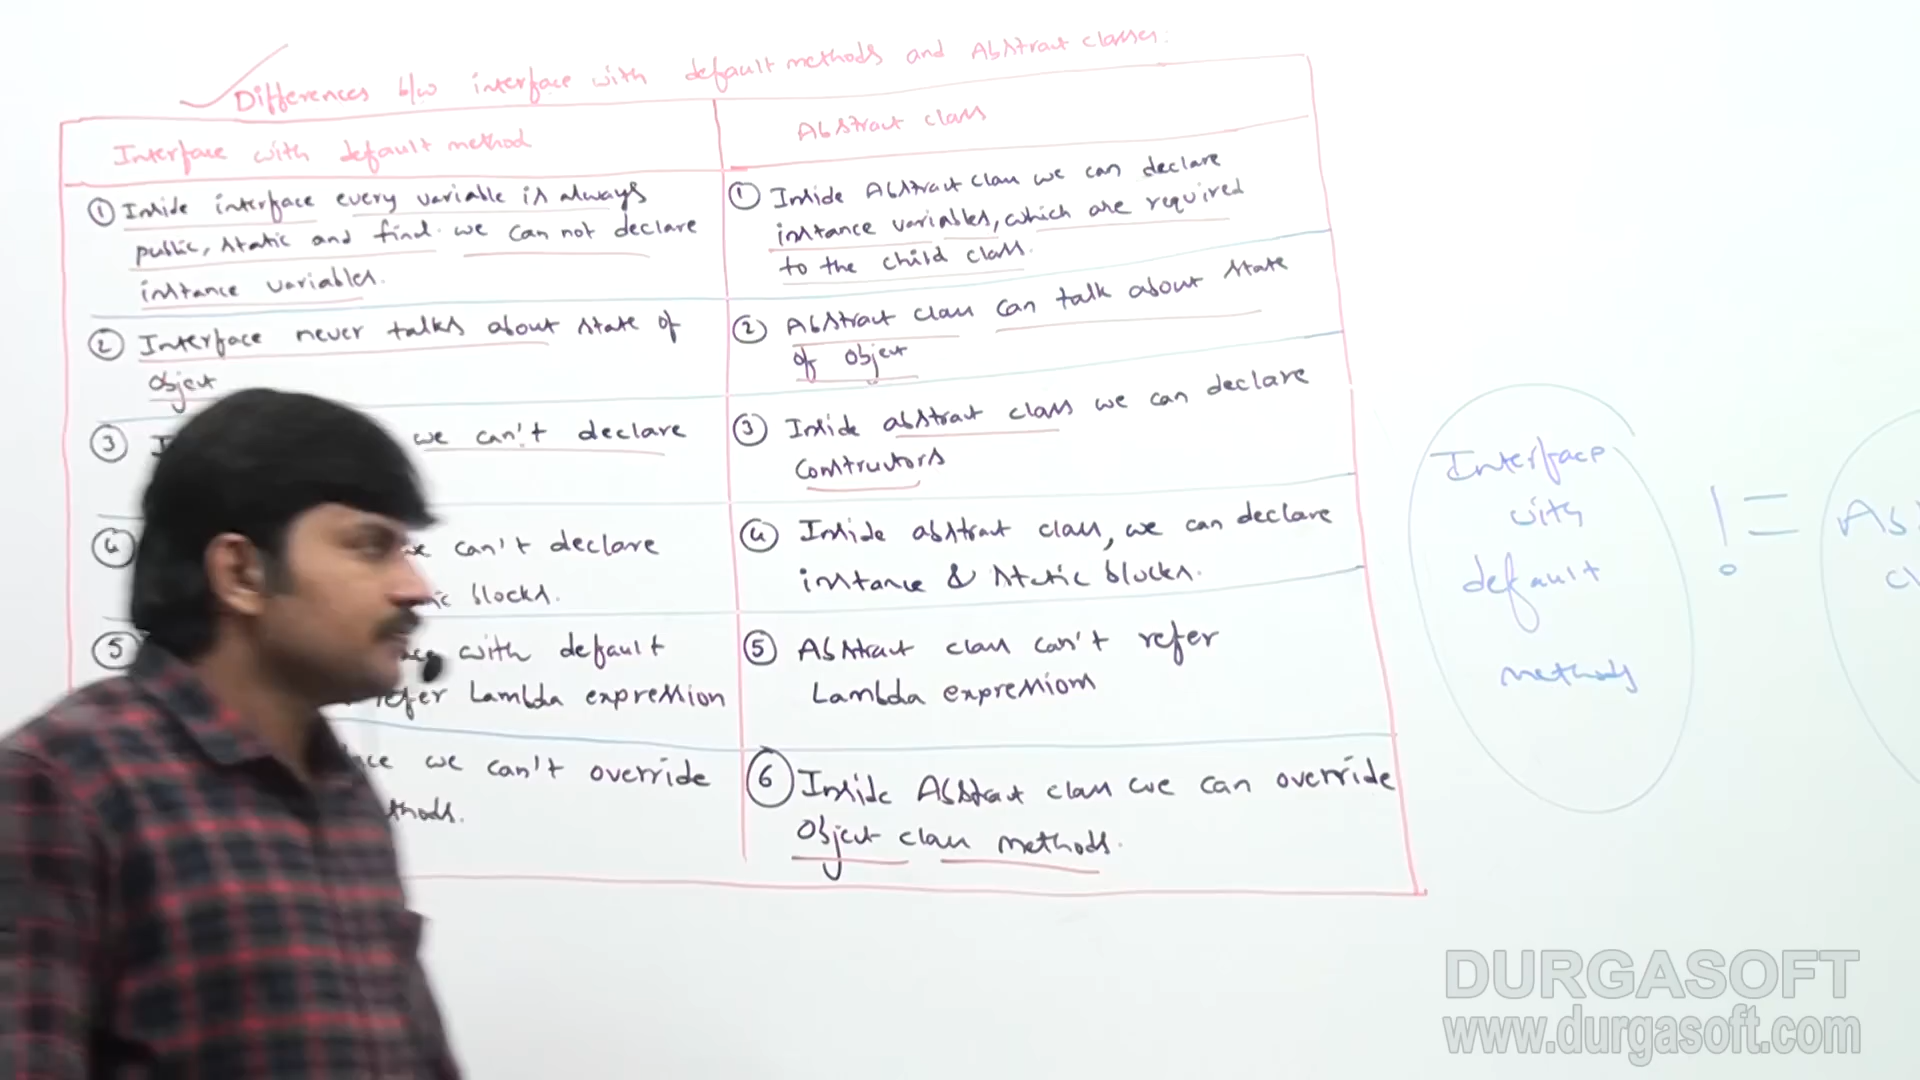 Differences b/w interface with default methods and Abstract classes:
Interface with default method
① Inside interface every variable is always
public, static and final. we can not declare
instance variables.
② Interface never talks about state of
object
③ we can't declare
④ we can't declare
blocks.
⑤ with default
refer Lambda expression
we can't override
Abstract class
① Inside Abstract class we can declare
instance variables, which are required
to the child class.
② Abstract class can talk about state
of object
③ Inside abstract class we can declare
constructors
④ Inside abstract class, we can declare
instance & static blocks.
⑤ Abstract class can't refer
Lambda expressions
⑥ Inside Abstract class we can override
Object class methods.
Interface
with
default
methods
!=
DURGASOFT
www.durgasoft.com